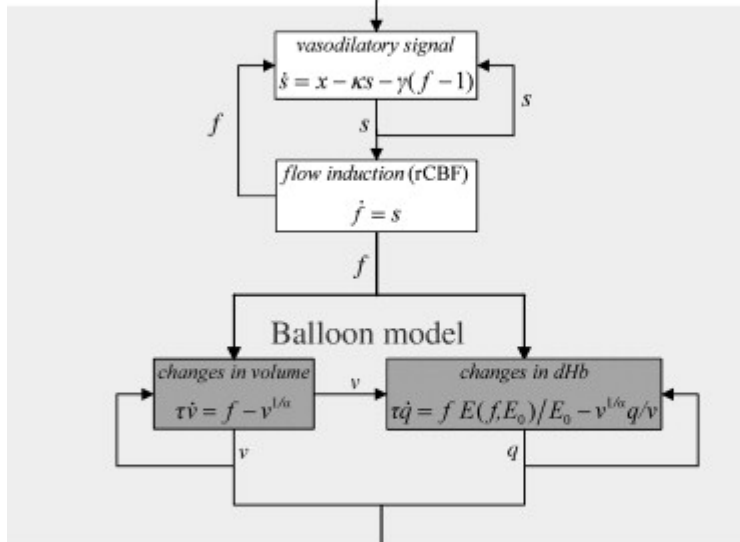 vasodilatory signal
ṡ = x − κs − γ(f − 1)
f
s
s
flow induction (rCBF)
ḟ = s
f
Balloon model
changes in volume
τv̇ = f − v^{1/α}
v
changes in dHb
τq̇ = f E(f,E₀)/E₀ − v^{1/α} q/v
v
q